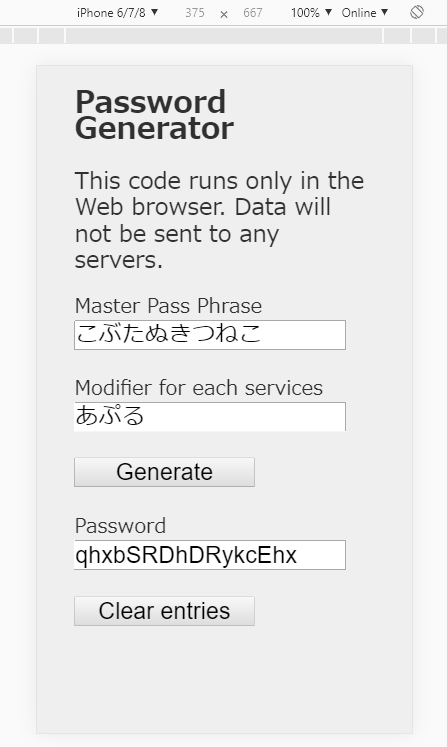 iPhone 6/7/8 ▼ 375 × 667 100% ▼ Online ▼
Password
Generator
This code runs only in the
Web browser. Data will
not be sent to any
servers.
Master Pass Phrase
こぶたぬきつねこ
Modifier for each services
あぷる
Generate
Password
qhxbSRDhDRykcEhx
Clear entries